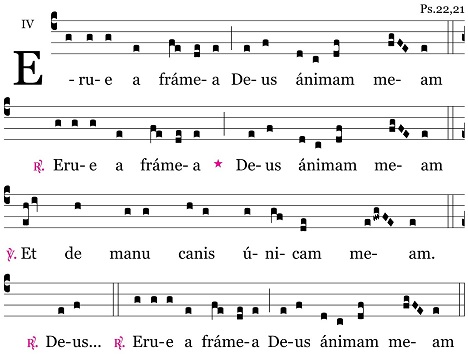 Ps.22,21
IV
E-ru-e a fráme-a De-us ánimam me-am
℟. Eru-e a fráme-a ★ De-us ánimam me-am
℣. Et de manu canis ú-ni-cam me-am.
℟. De-us... ℟. Eru-e a fráme-a De-us ánimam me-am